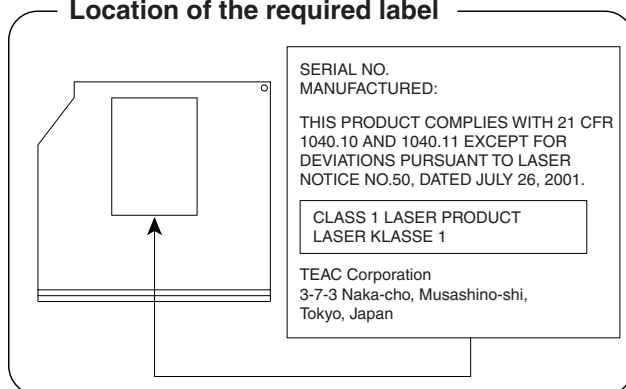 Location of the required label
SERIAL NO.
MANUFACTURED:
THIS PRODUCT COMPLIES WITH 21 CFR
1040.10 AND 1040.11 EXCEPT FOR
DEVIATIONS PURSUANT TO LASER
NOTICE NO.50, DATED JULY 26, 2001.
CLASS 1 LASER PRODUCT
LASER KLASSE 1
TEAC Corporation
3-7-3 Naka-cho, Musashino-shi,
Tokyo, Japan